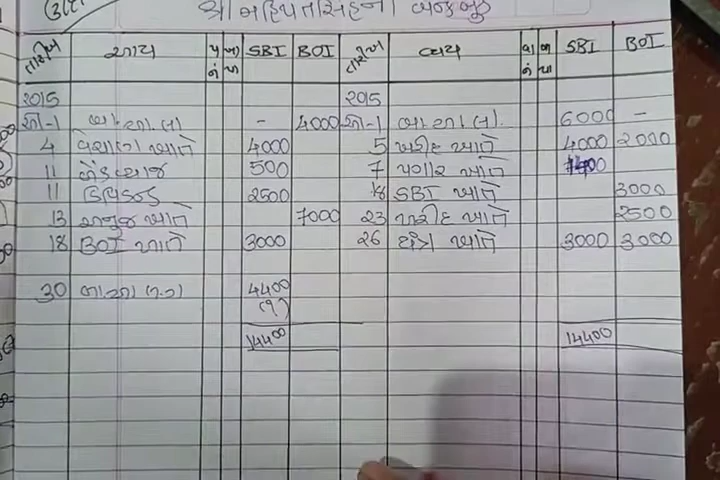 શ્રી મહિપતસિંહની બેન્કબુક
તારીખ આવક પ નં ખા પા SBI BOI તારીખ જાવક વા નં ખા પા SBI BOI
2015 2015
એ-1 બા.આ.લા - 4000 એ-1 બા.આ.લા. 6000 -
4 વેચાણ ખાતે 4000 5 ખરીદ ખાતે 4000 2000
11 બેંક વ્યાજ 500 7 પગાર ખાતે 1400
11 ડિવિડન્ડ 2500 18 SBI ખાતે 3000
13 ખાતે 7000 23 ખરીદ ખાતે 2500
18 BOI ખાતે 3000 26 યંત્ર ખાતે 3000 3000
30 બા.આ.લ.ગ 4400
(૧)
14400 14400